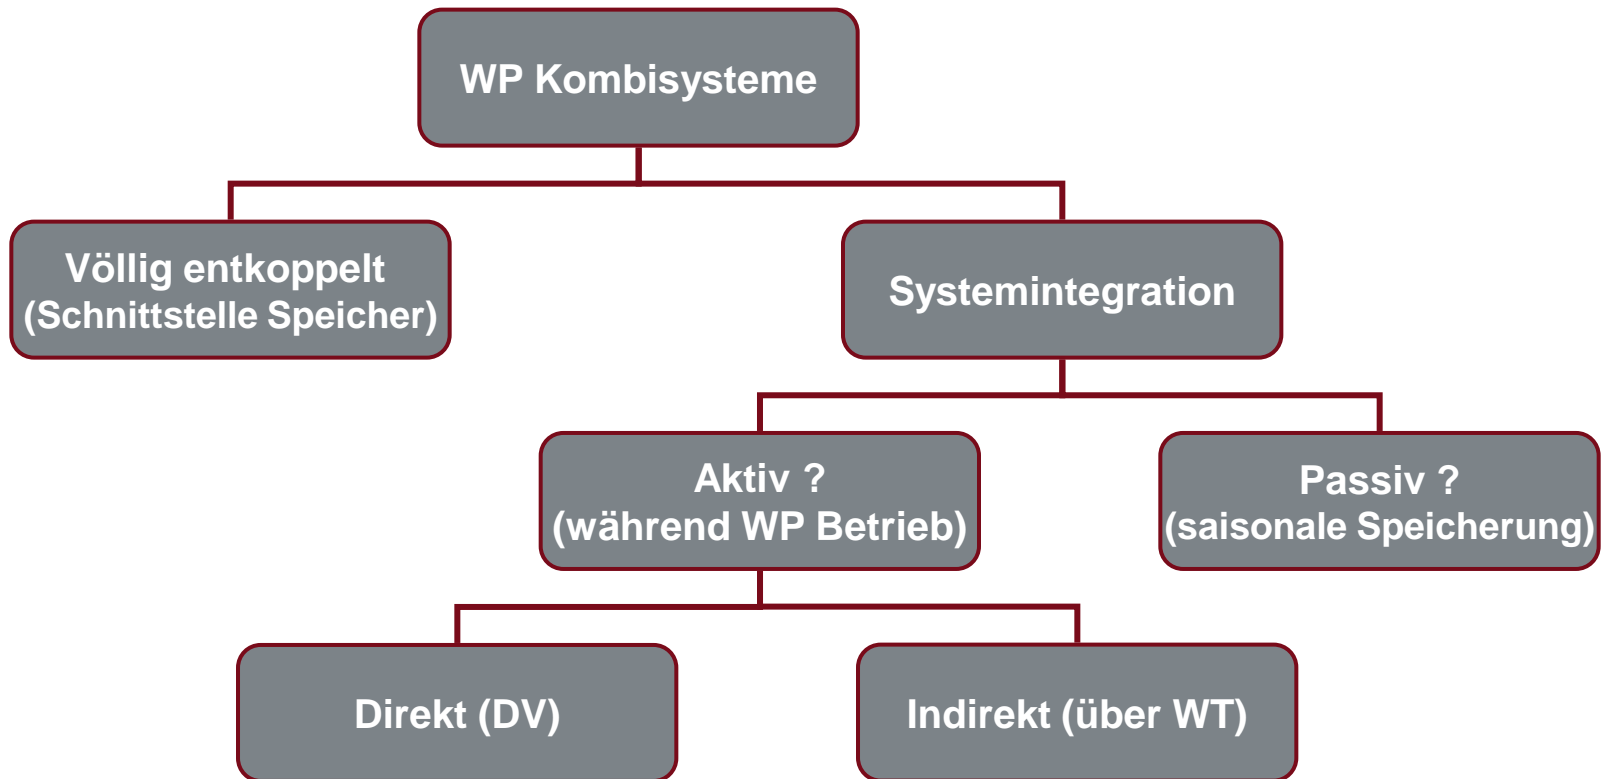 WP Kombisysteme
Völlig entkoppelt
(Schnittstelle Speicher)
Systemintegration
Aktiv ?
(während WP Betrieb)
Passiv ?
(saisonale Speicherung)
Direkt (DV)
Indirekt (über WT)